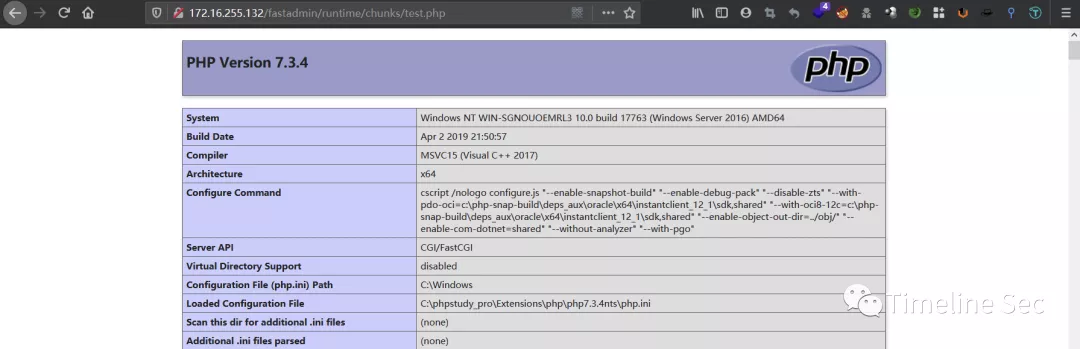 172.16.255.132/fastadmin/runtime/chunks/test.php
4
PHP Version 7.3.4
php
System Windows NT WIN-SGNOUOEMRL3 10.0 build 17763 (Windows Server 2016) AMD64
Build Date Apr 2 2019 21:50:57
Compiler MSVC15 (Visual C++ 2017)
Architecture x64
Configure Command cscript /nologo configure.js "--enable-snapshot-build" "--enable-debug-pack" "--disable-zts" "--with-
pdo-oci=c:\php-snap-build\deps_aux\oracle\x64\instantclient_12_1\sdk,shared" "--with-oci8-12c=c:\php-
snap-build\deps_aux\oracle\x64\instantclient_12_1\sdk,shared" "--enable-object-out-dir=../obj/" "--
enable-com-dotnet=shared" "--without-analyzer" "--with-pgo"
Server API CGI/FastCGI
Virtual Directory Support disabled
Configuration File (php.ini) Path C:\Windows
Loaded Configuration File C:\phpstudy_pro\Extensions\php\php7.3.4nts\php.ini
Scan this dir for additional .ini files (none)
Additional .ini files parsed (none)
Timeline Sec